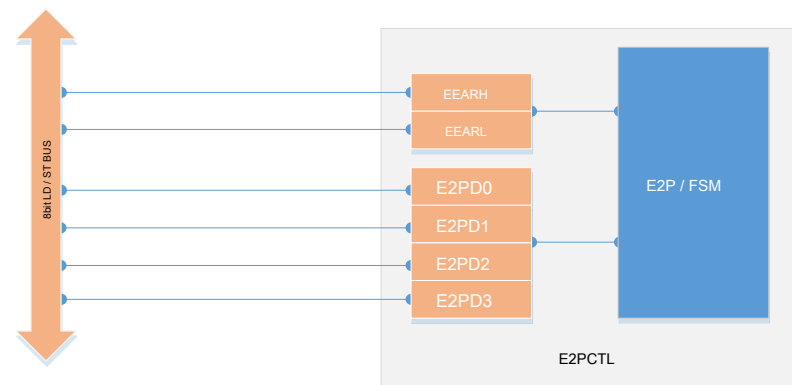 8bit LD / ST BUS
EEARH
EEARL
E2PD0
E2PD1
E2PD2
E2PD3
E2P / FSM
E2PCTL